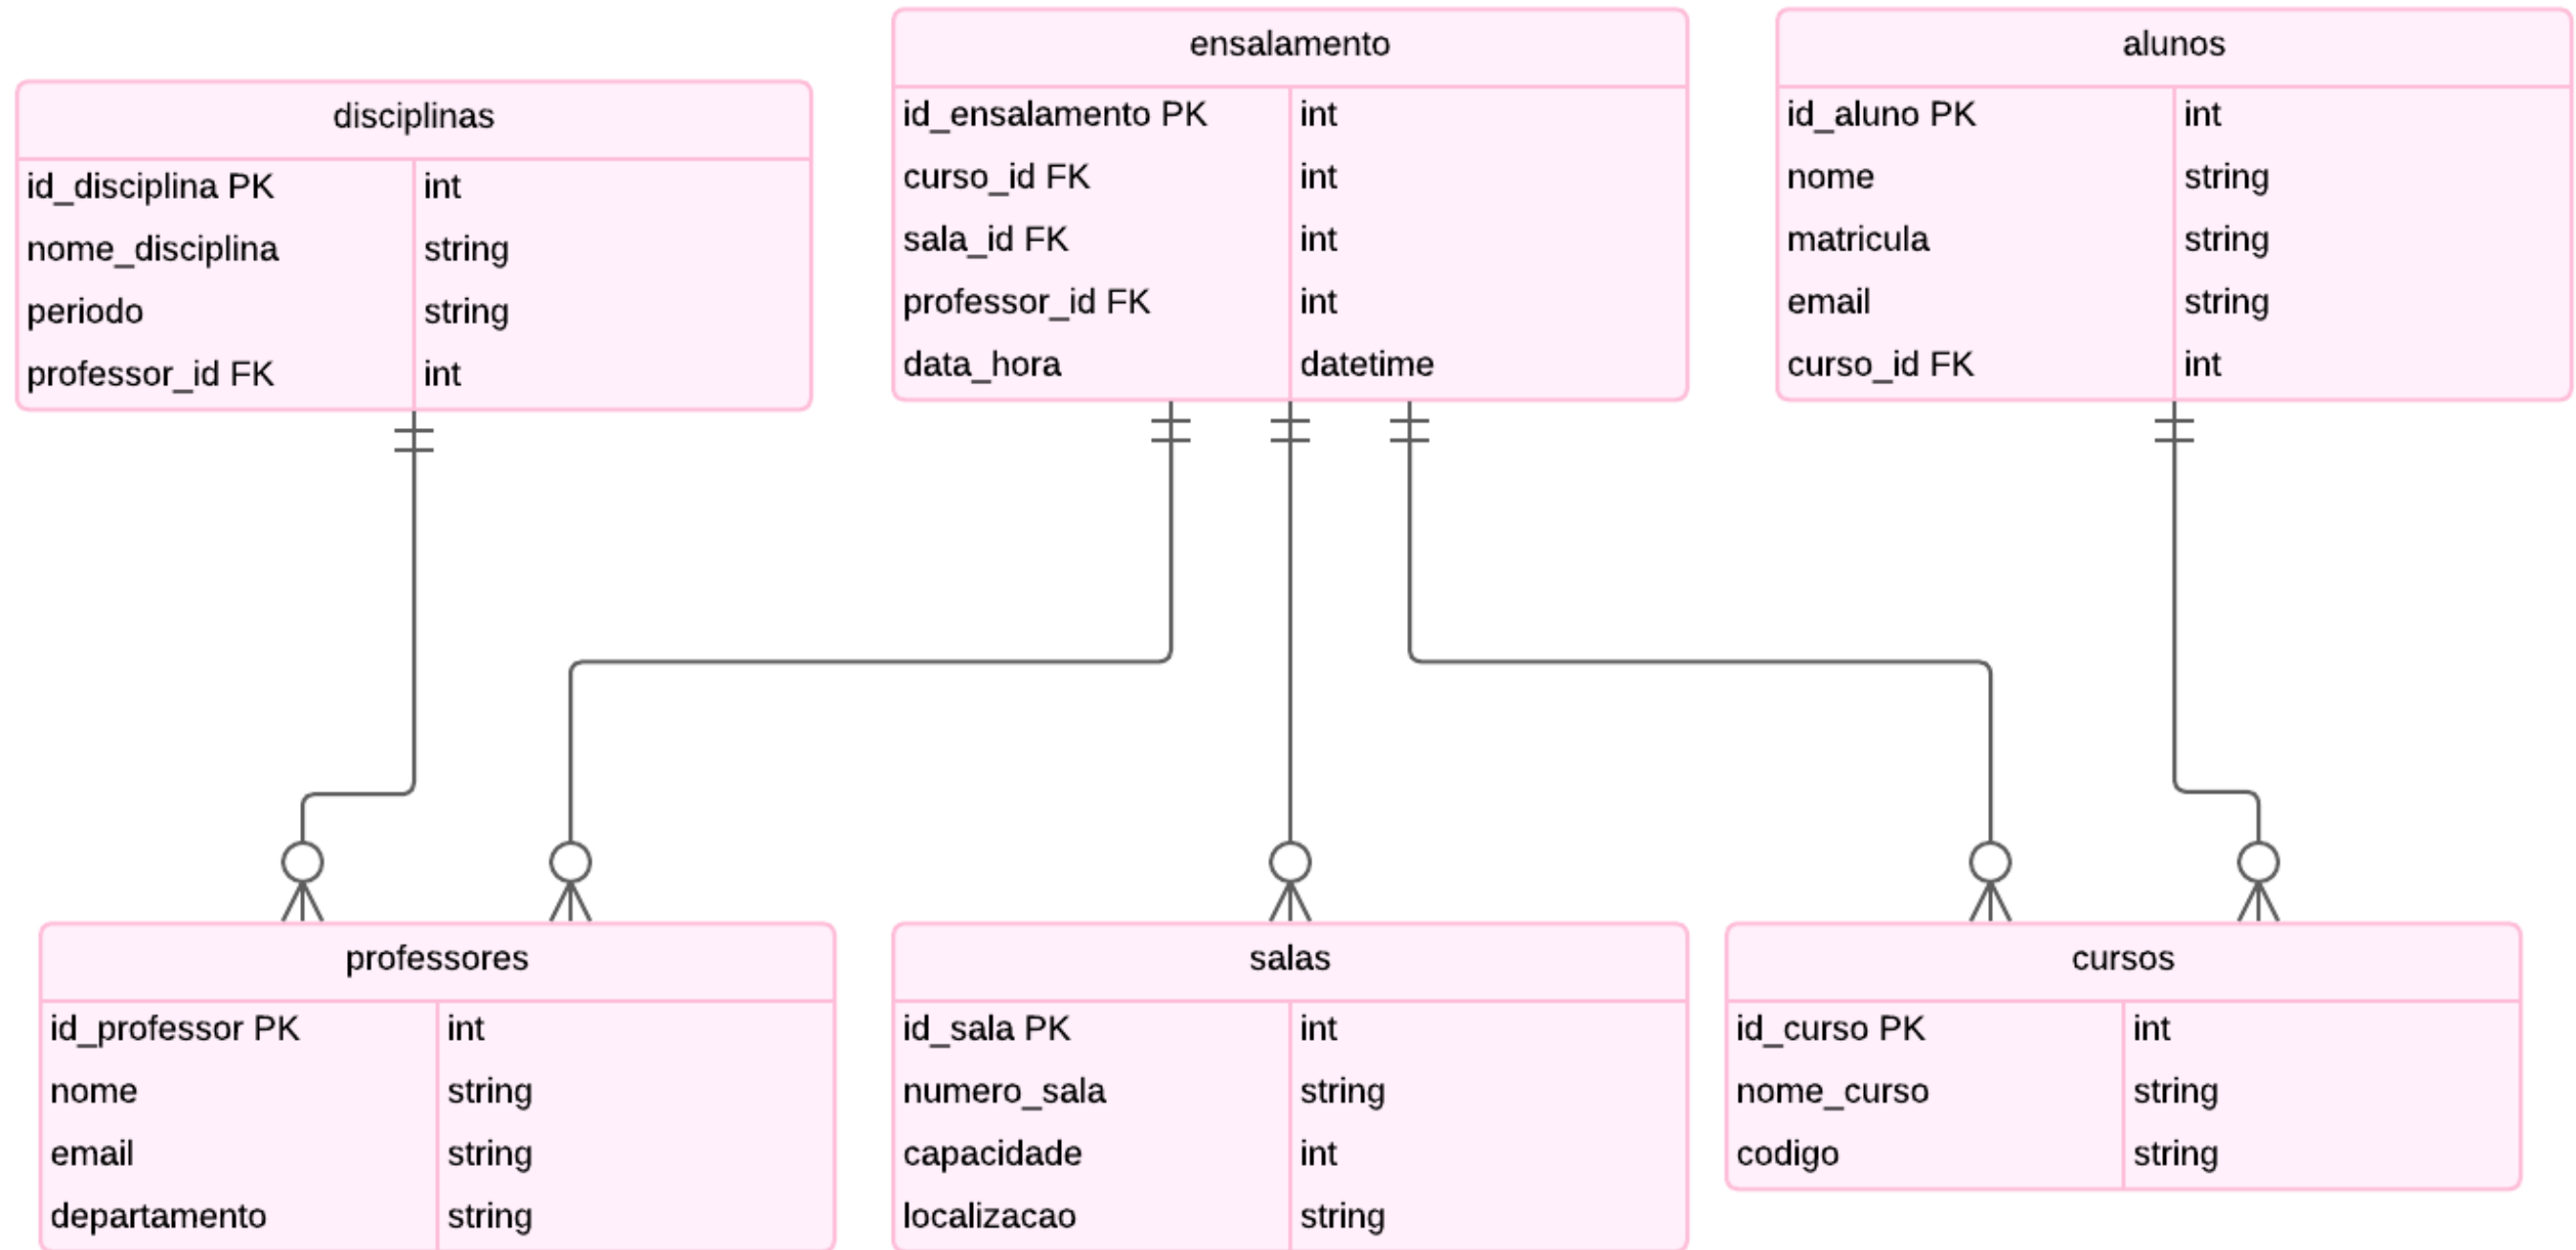 disciplinas
id_disciplina PK int
nome_disciplina string
periodo string
professor_id FK int
ensalamento
id_ensalamento PK int
curso_id FK int
sala_id FK int
professor_id FK int
data_hora datetime
alunos
id_aluno PK int
nome string
matricula string
email string
curso_id FK int
professores
id_professor PK int
nome string
email string
departamento string
salas
id_sala PK int
numero_sala string
capacidade int
localizacao string
cursos
id_curso PK int
nome_curso string
codigo string